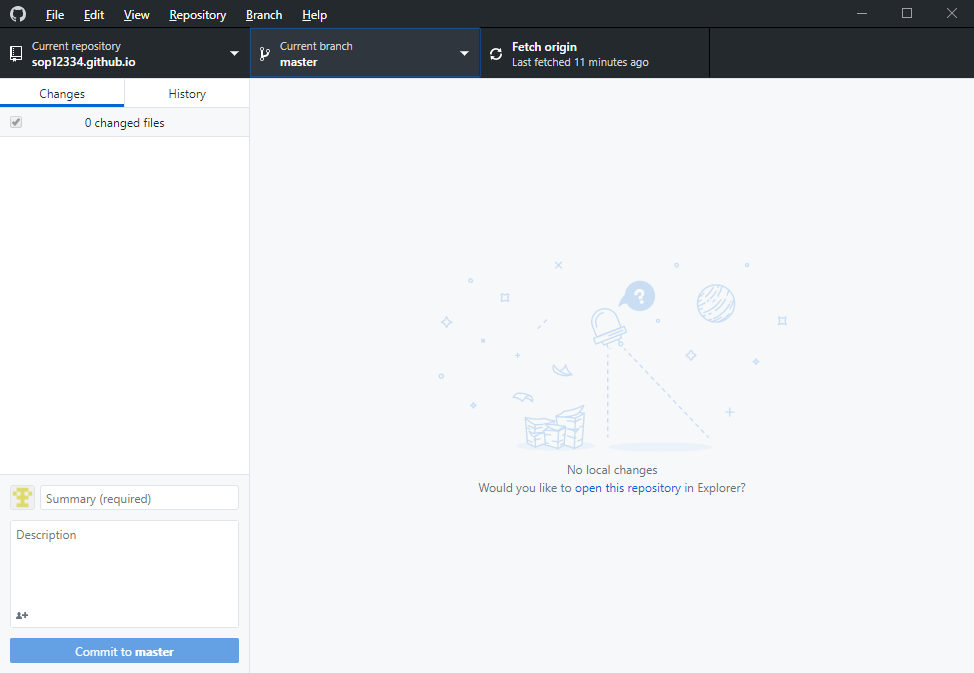 File Edit View Repository Branch Help
Current repository
sop12334.github.io
Current branch
master
Fetch origin
Last fetched 11 minutes ago
Changes
History
0 changed files
?
No local changes
Would you like to open this repository in Explorer?
Summary (required)
Description
Commit to master